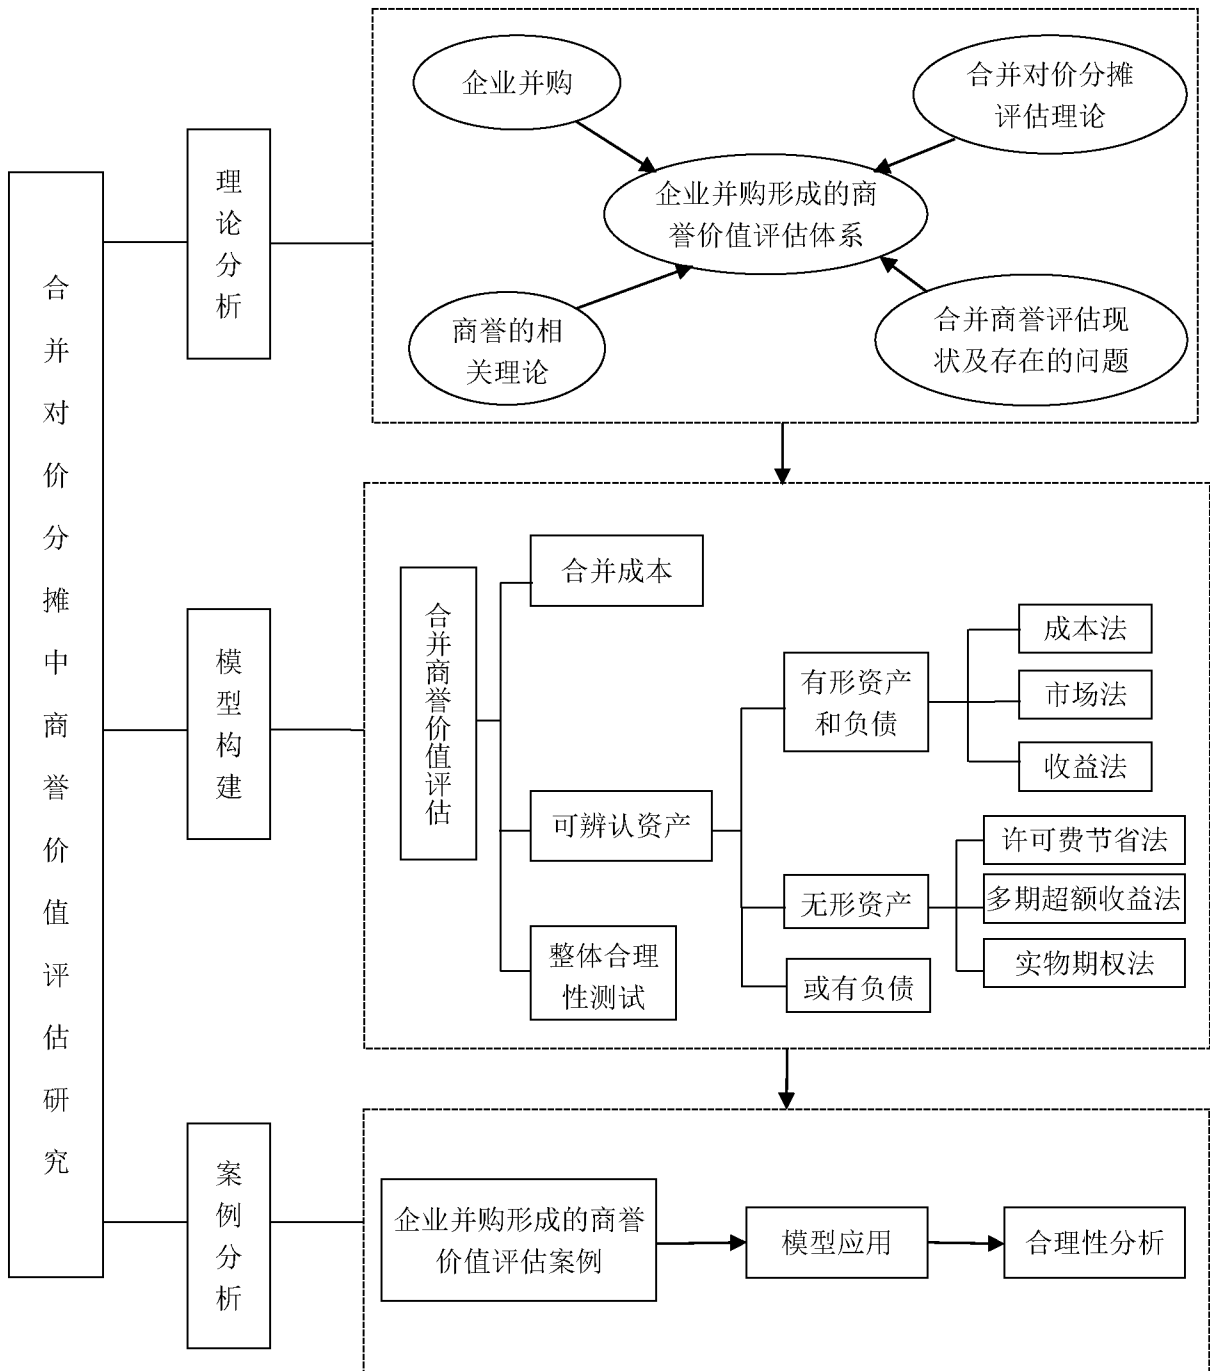 合并对价分摊中商誉价值评估研究
理论分析
企业并购
合并对价分摊
评估理论
企业并购形成的商
誉价值评估体系
商誉的相
关理论
合并商誉评估现
状及存在的问题
模型构建
合并商誉价值评估
合并成本
可辨认资产
整体合理
性测试
有形资产
和负债
成本法
市场法
收益法
无形资产
许可费节省法
多期超额收益法
实物期权法
或有负债
案例分析
企业并购形成的商誉
价值评估案例
模型应用
合理性分析